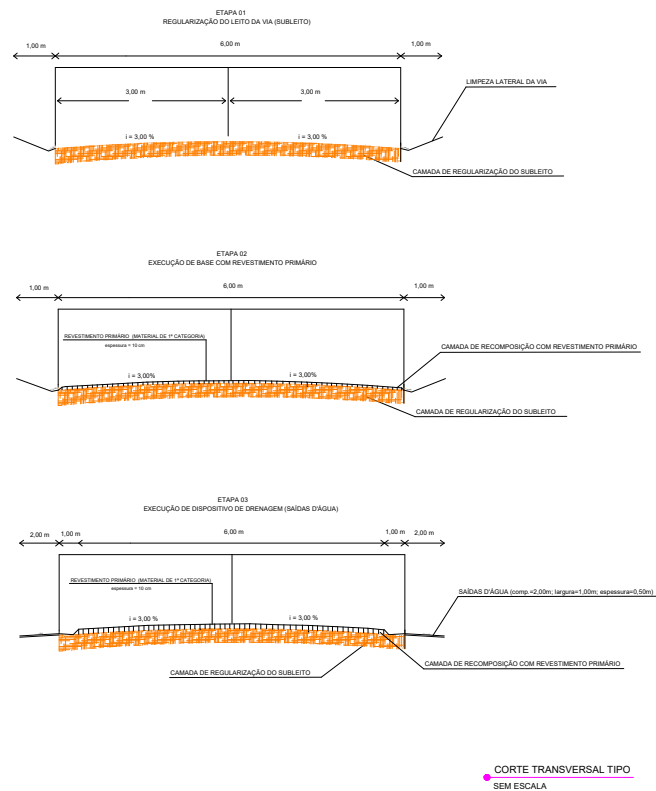 ETAPA 01
REGULARIZAÇÃO DO LEITO DA VIA (SUBLEITO)
1,00 m
6,00 m
1,00 m
3,00 m
3,00 m
LIMPEZA LATERAL DA VIA
i = 3,00 %
i = 3,00 %
CAMADA DE REGULARIZAÇÃO DO SUBLEITO
ETAPA 02
EXECUÇÃO DE BASE COM REVESTIMENTO PRIMÁRIO
1,00 m
6,00 m
1,00 m
REVESTIMENTO PRIMÁRIO (MATERIAL DE 1ª CATEGORIA)
espessura = 10 cm
CAMADA DE RECOMPOSIÇÃO COM REVESTIMENTO PRIMÁRIO
i = 3,00%
i = 3,00%
CAMADA DE REGULARIZAÇÃO DO SUBLEITO
ETAPA 03
EXECUÇÃO DE DISPOSITIVO DE DRENAGEM (SAÍDAS D'ÁGUA)
2,00 m
1,00 m
6,00 m
1,00 m
2,00 m
REVESTIMENTO PRIMÁRIO (MATERIAL DE 1ª CATEGORIA)
espessura = 10 cm
SAÍDAS D'ÁGUA (comp.=2,00m; largura=1,00m; espessura=0,50m)
i = 3,00 %
i = 3,00 %
CAMADA DE RECOMPOSIÇÃO COM REVESTIMENTO PRIMÁRIO
CAMADA DE REGULARIZAÇÃO DO SUBLEITO
CORTE TRANSVERSAL TIPO
SEM ESCALA